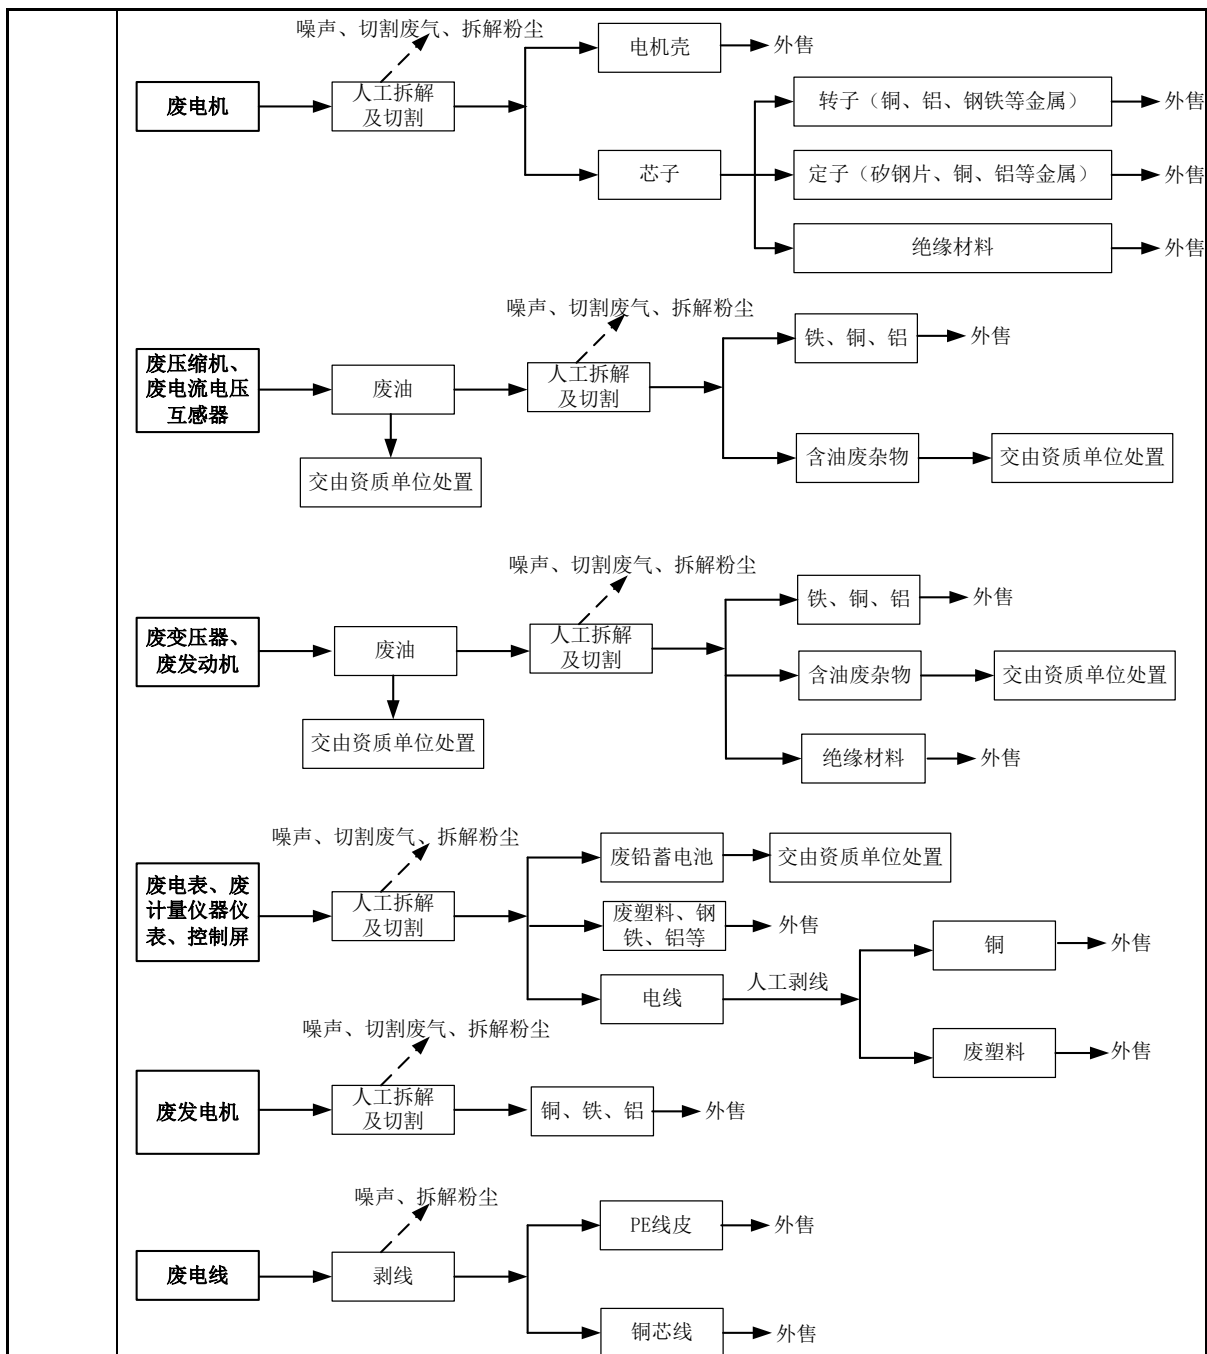 噪声、切割废气、拆解粉尘
废电机
人工拆解
及切割
电机壳
外售
芯子
转子（铜、铝、钢铁等金属）
外售
定子（矽钢片、铜、铝等金属）
外售
绝缘材料
外售
噪声、切割废气、拆解粉尘
废压缩机、
废电流电压
互感器
废油
交由资质单位处置
人工拆解
及切割
铁、铜、铝
外售
含油废杂物
交由资质单位处置
噪声、切割废气、拆解粉尘
废变压器、
废发动机
废油
交由资质单位处置
人工拆解
及切割
铁、铜、铝
外售
含油废杂物
交由资质单位处置
绝缘材料
外售
噪声、切割废气、拆解粉尘
废电表、废
计量仪器仪
表、控制屏
人工拆解
及切割
废铅蓄电池
交由资质单位处置
废塑料、钢
铁、铝等
外售
电线
人工剥线
铜
外售
废塑料
外售
噪声、切割废气、拆解粉尘
废发电机
人工拆解
及切割
铜、铁、铝
外售
噪声、拆解粉尘
废电线
剥线
PE线皮
外售
铜芯线
外售